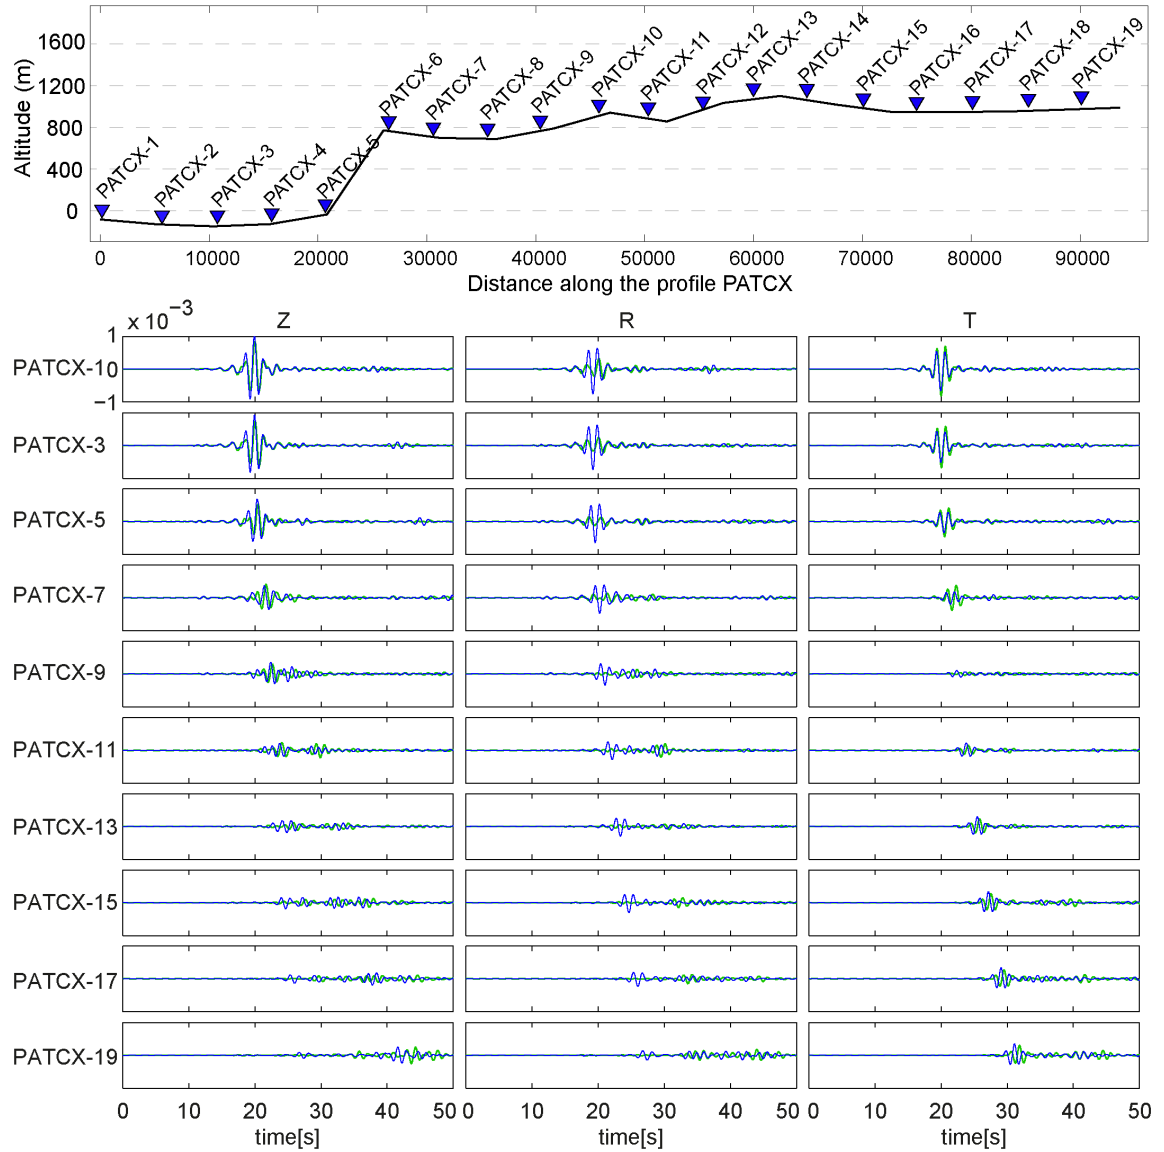 Altitude (m)
1600
1200
800
400
0
PATCX-1
PATCX-2
PATCX-3
PATCX-4
PATCX-5
PATCX-6
PATCX-7
PATCX-8
PATCX-9
PATCX-10
PATCX-11
PATCX-12
PATCX-13
PATCX-14
PATCX-15
PATCX-16
PATCX-17
PATCX-18
PATCX-19
0 10000 20000 30000 40000 50000 60000 70000 80000 90000
Distance along the profile PATCX
1 x 10⁻³ Z R T
PATCX-1 0
−1
PATCX-3
PATCX-5
PATCX-7
PATCX-9
PATCX-11
PATCX-13
PATCX-15
PATCX-17
PATCX-19
0 10 20 30 40 50 0 10 20 30 40 50 0 10 20 30 40 50
time[s] time[s] time[s]